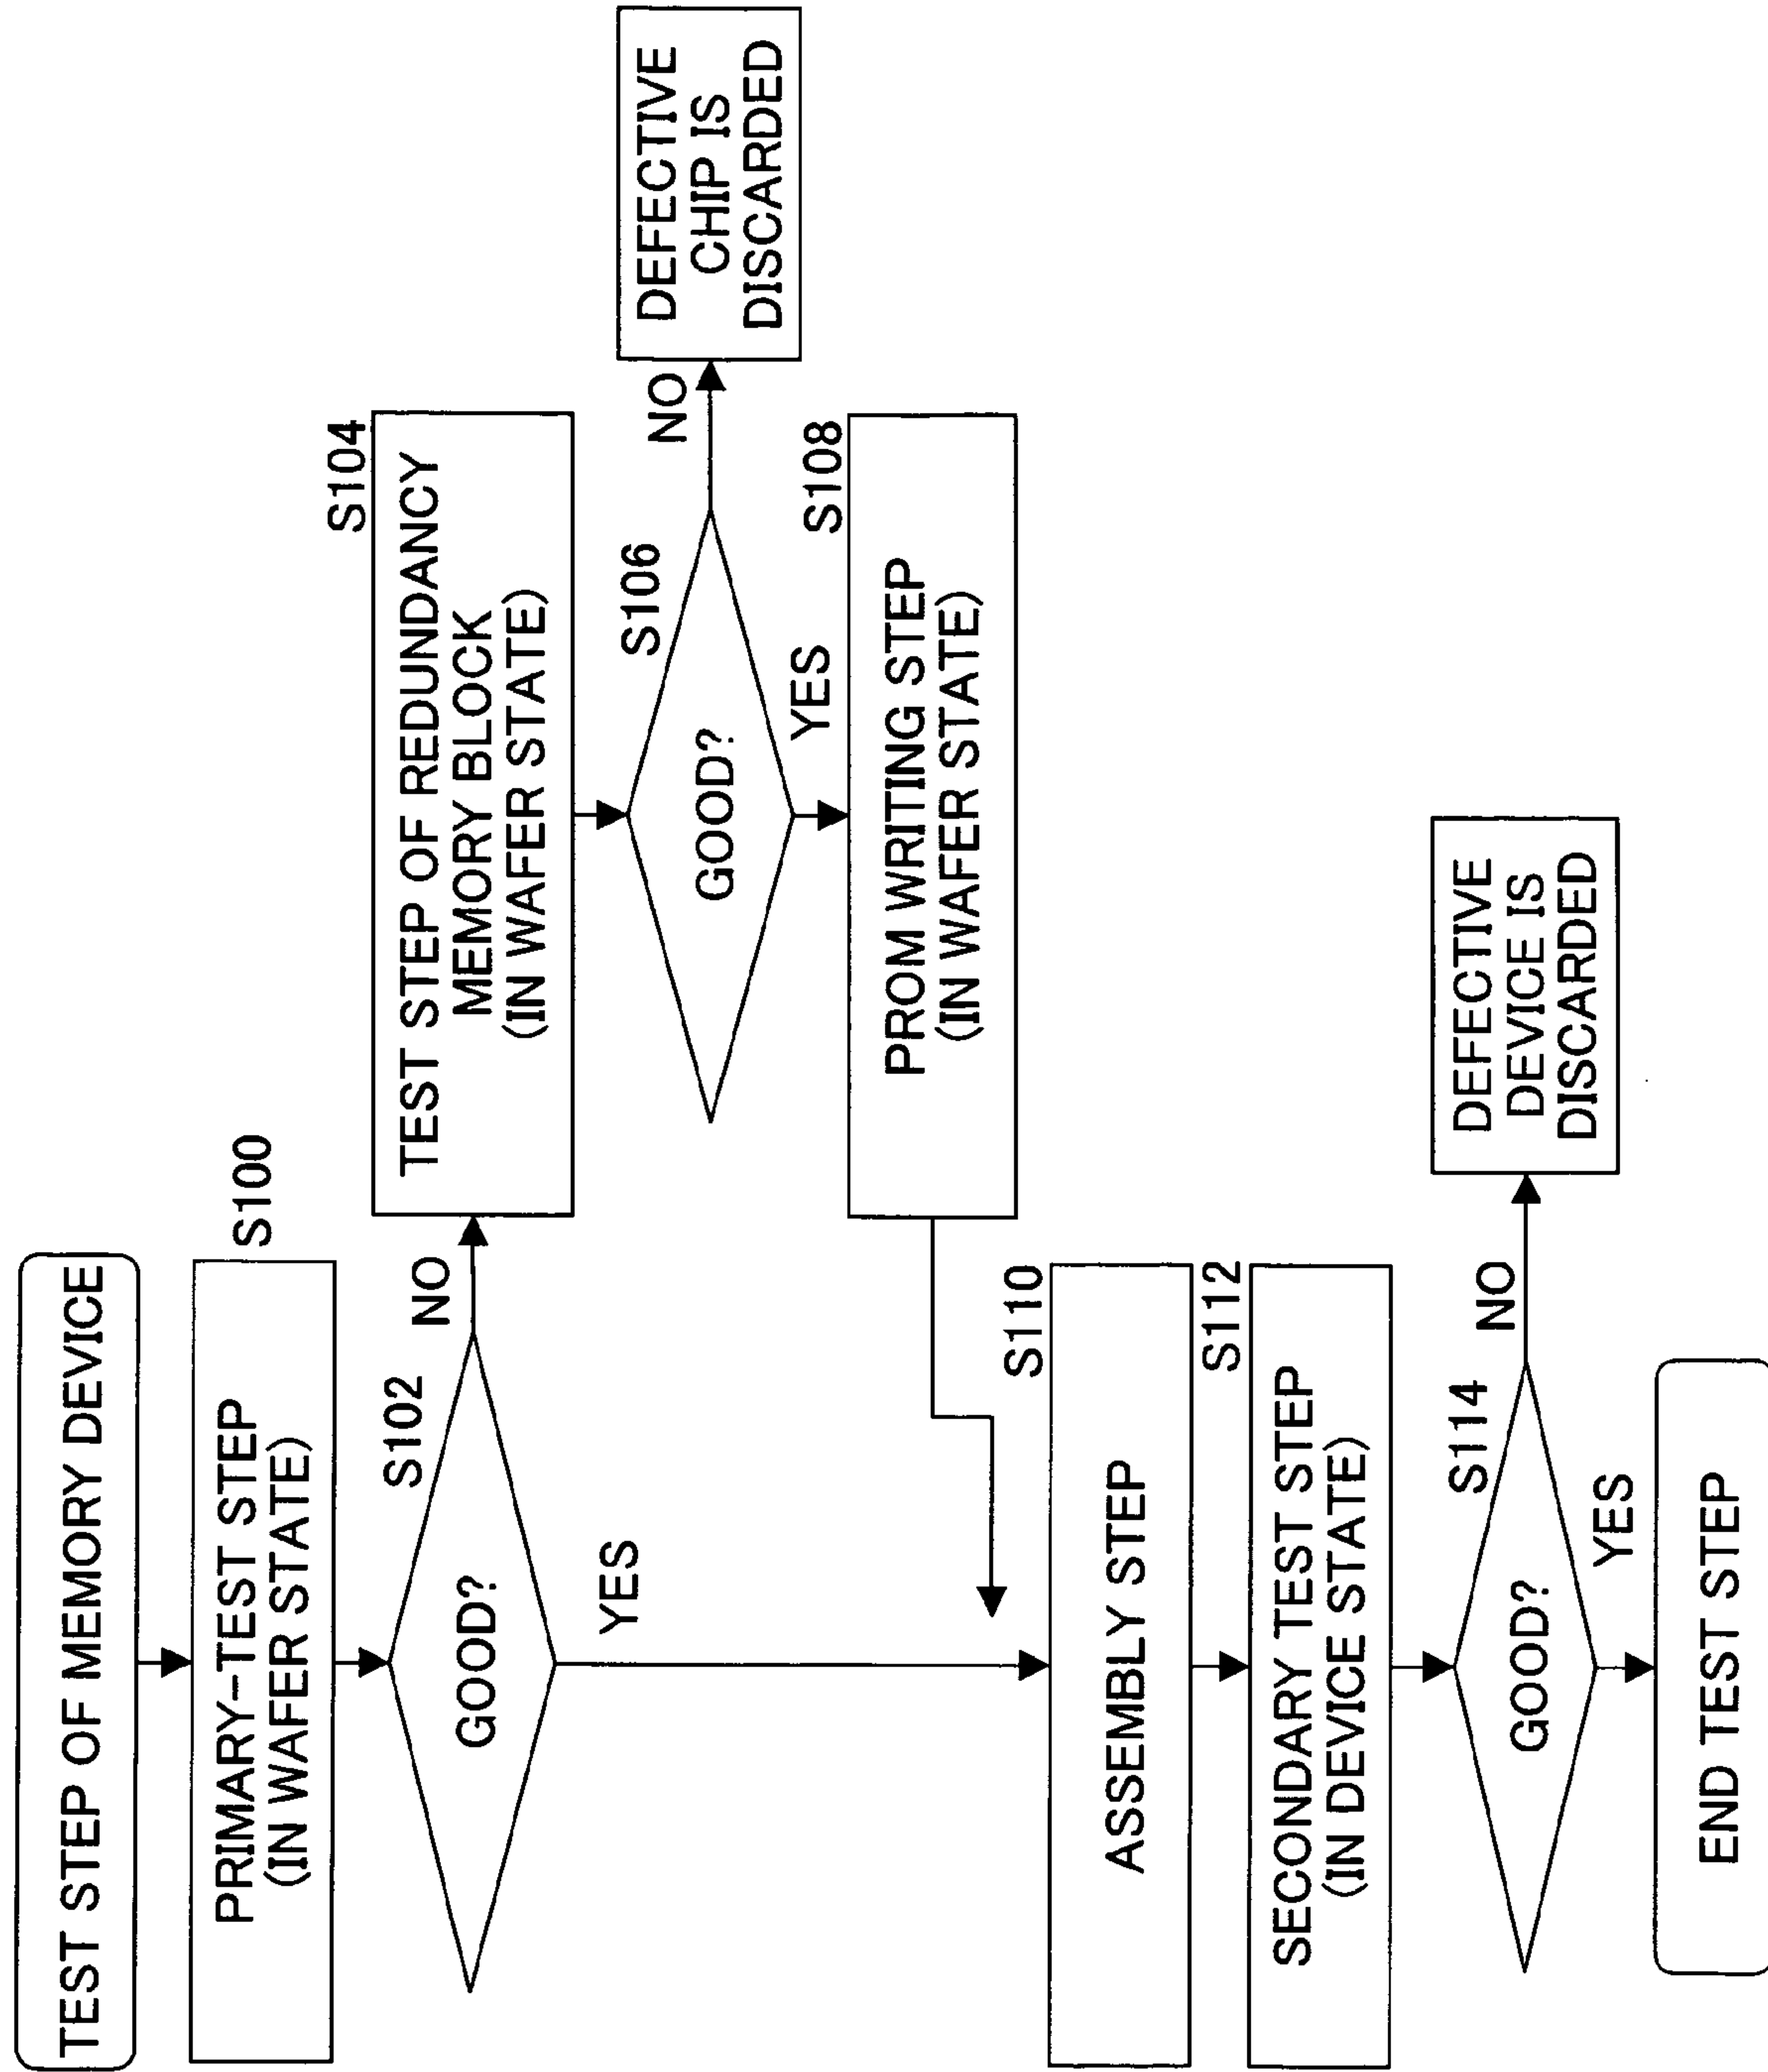 TEST STEP OF MEMORY DEVICE
S100
PRIMARY-TEST STEP
(IN WAFER STATE)
S102
GOOD?
NO
YES
S104
TEST STEP OF REDUNDANCY
MEMORY BLOCK
(IN WAFER STATE)
S106
GOOD?
NO
DEFECTIVE
CHIP IS
DISCARDED
YES
S108
PROM WRITING STEP
(IN WAFER STATE)
S110
ASSEMBLY STEP
S112
SECONDARY TEST STEP
(IN DEVICE STATE)
S114
GOOD?
NO
DEFECTIVE
DEVICE IS
DISCARDED
YES
END TEST STEP